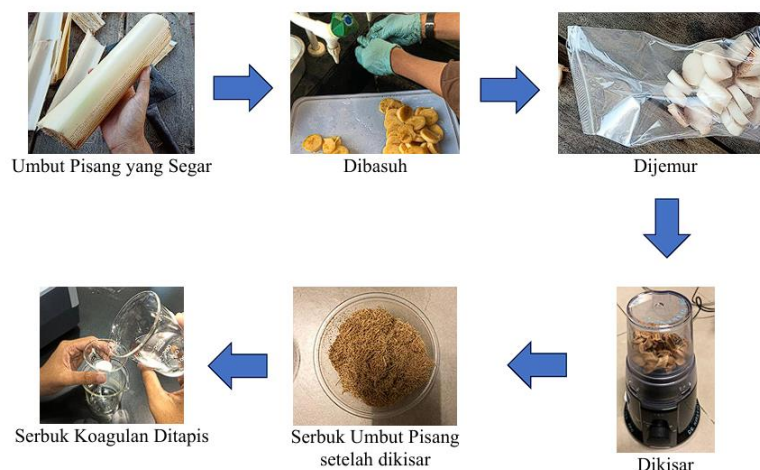 Umbut Pisang yang Segar
Dibasuh
Dijemur
Dikisar
Serbuk Umbut Pisang
setelah dikisar
Serbuk Koagulan Ditapis